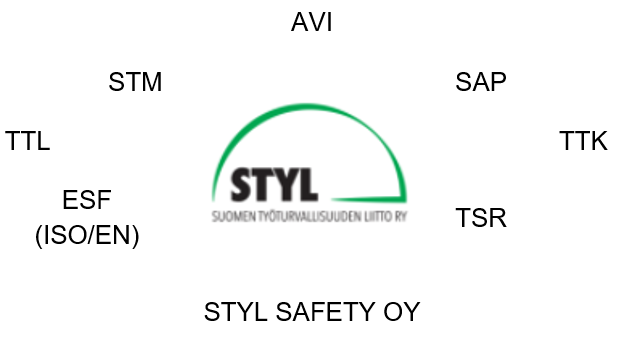 AVI
STM
SAP
TTL
TTK
ESF
(ISO/EN)
TSR
STYL
SUOMEN TYÖTURVALLISUUDEN LIITTO RY
STYL SAFETY OY